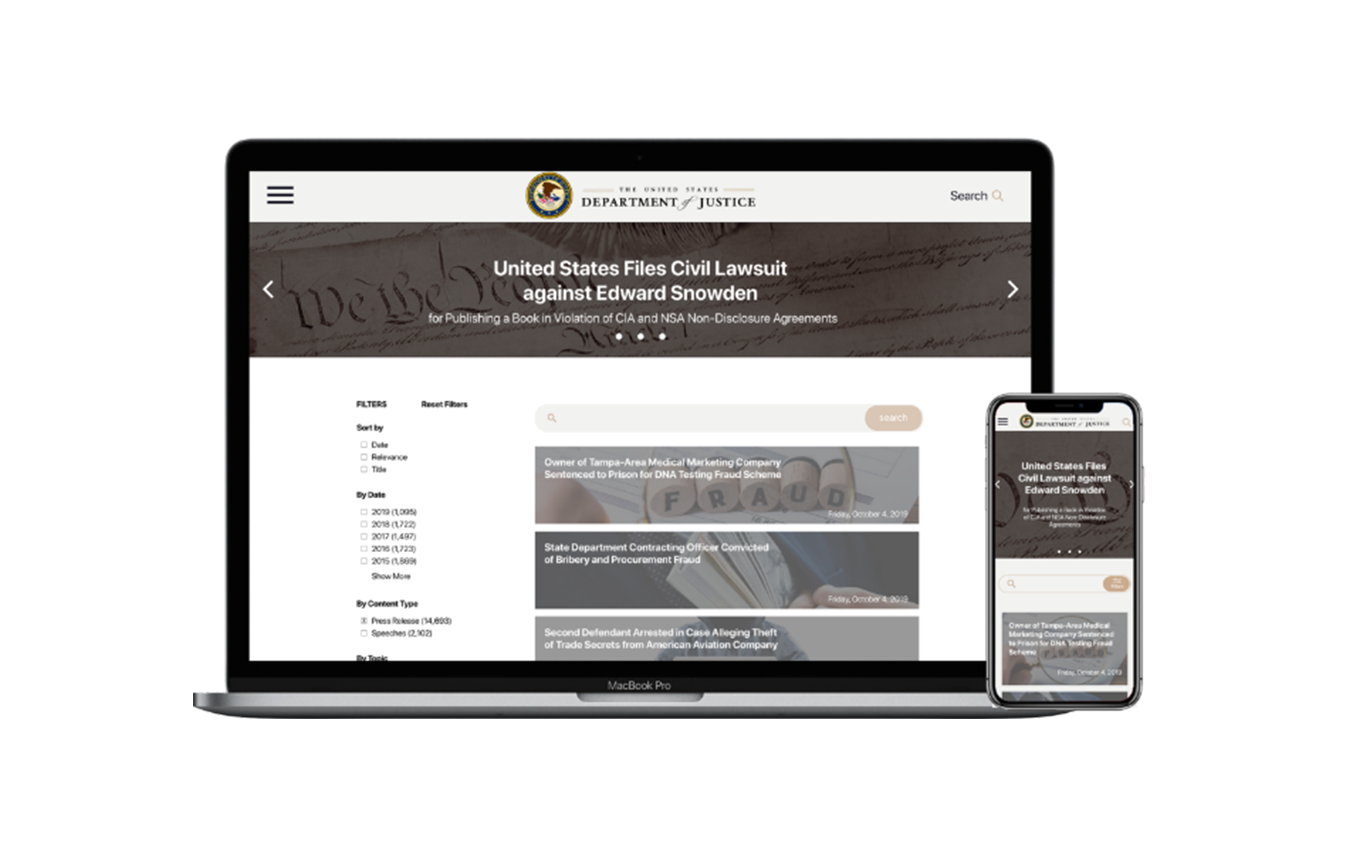 THE UNITED STATES
DEPARTMENT of JUSTICE
Search
United States Files Civil Lawsuit
against Edward Snowden
for Publishing a Book in Violation of CIA and NSA Non-Disclosure Agreements
We the People
Article 1
FILTERS
Reset Filters
Sort by
Date
Relevance
Title
By Date
2019 (1,095)
2018 (1,722)
2017 (1,497)
2016 (1,723)
2015 (1,669)
Show More
By Content Type
Press Release (14,693)
Speeches (2,102)
By Topic
search
Owner of Tampa-Area Medical Marketing Company
Sentenced to Prison for DNA Testing Fraud Scheme
FRAUD
Friday, October 4, 2019
State Department Contracting Officer Convicted
of Bribery and Procurement Fraud
Friday, October 4, 2019
Second Defendant Arrested in Case Alleging Theft
of Trade Secrets from American Aviation Company
MacBook Pro
DEPARTMENT of JUSTICE
United States Files
Civil Lawsuit against
Edward Snowden
for Publishing a Book in Violation
of CIA and NSA Non-Disclosure
Agreements
Owner of Tampa-Area Medical
Marketing Company Sentenced
to Prison for DNA Testing Fraud
Scheme
Friday, October 4, 2019